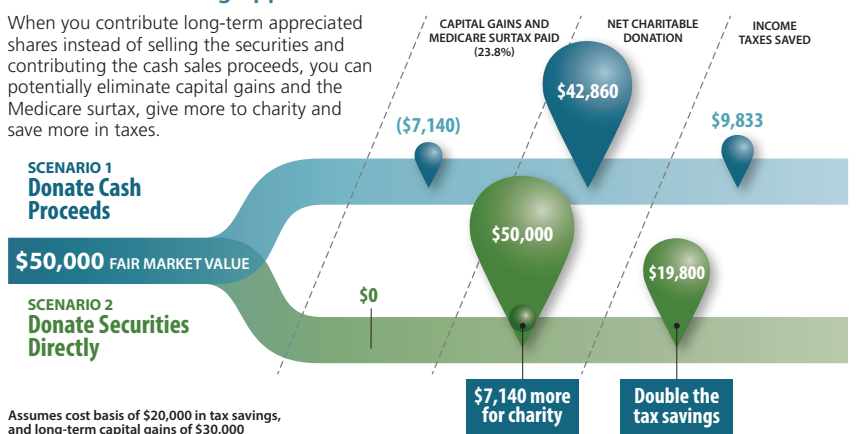 When you contribute long-term appreciated
shares instead of selling the securities and
contributing the cash sales proceeds, you can
potentially eliminate capital gains and the
Medicare surtax, give more to charity and
save more in taxes.
CAPITAL GAINS AND
MEDICARE SURTAX PAID
(23.8%)
NET CHARITABLE
DONATION
INCOME
TAXES SAVED
SCENARIO 1
Donate Cash
Proceeds
($7,140)
$42,860
$9,833
$50,000 FAIR MARKET VALUE
SCENARIO 2
Donate Securities
Directly
$0
$50,000
$19,800
$7,140 more
for charity
Double the
tax savings
Assumes cost basis of $20,000 in tax savings,
and long-term capital gains of $30,000